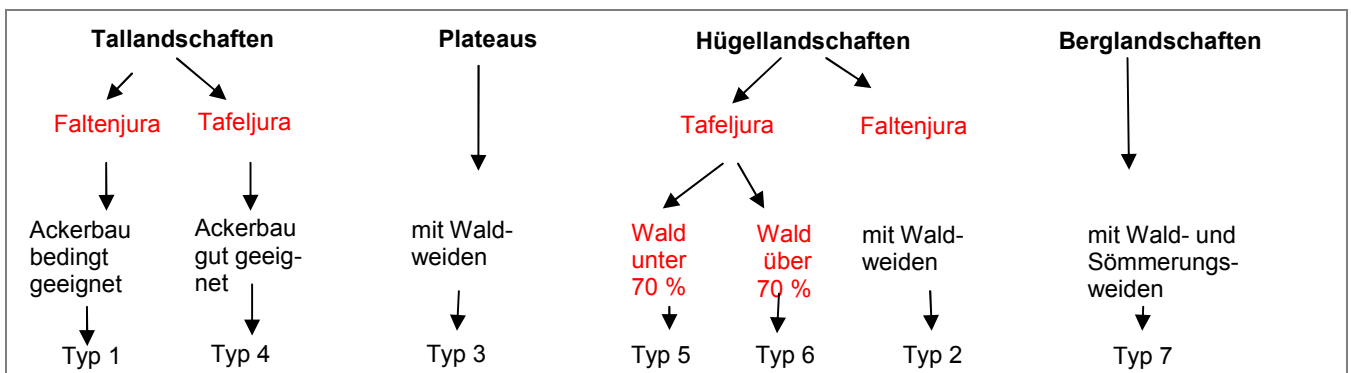 Tallandschaften
Plateaus
Hügellandschaften
Berglandschaften
Faltenjura
Tafeljura
Tafeljura
Faltenjura
Ackerbau
bedingt
geeignet
Ackerbau
gut geeig-
net
mit Wald-
weiden
Wald
unter
70 %
Wald
über
70 %
mit Wald-
weiden
mit Wald- und
Sömmerungs-
weiden
Typ 1
Typ 4
Typ 3
Typ 5
Typ 6
Typ 2
Typ 7